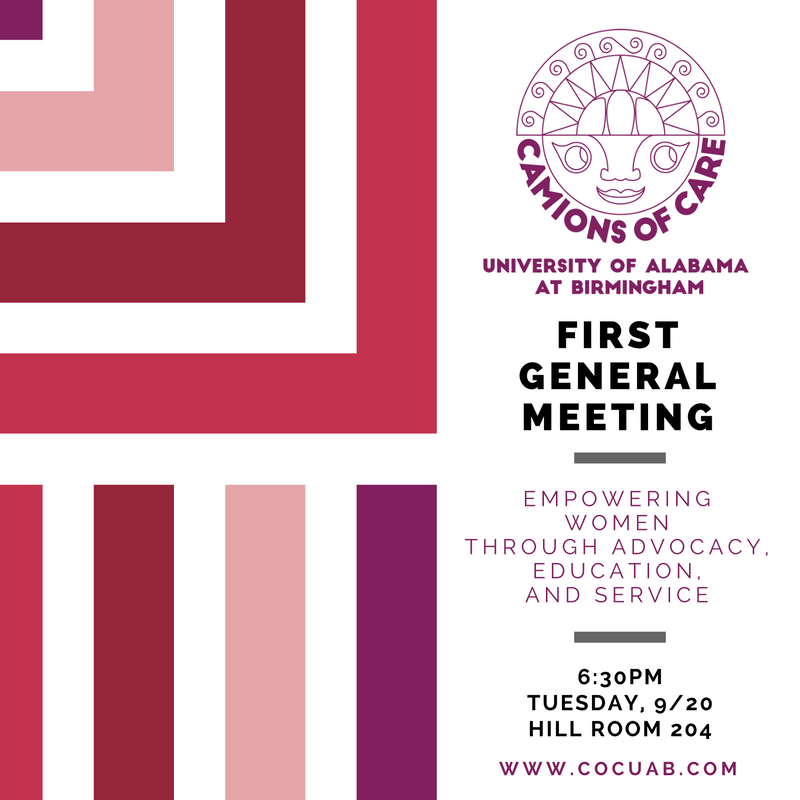 CAMIONS OF CARE
UNIVERSITY OF ALABAMA
AT BIRMINGHAM
FIRST
GENERAL
MEETING
EMPOWERING
WOMEN
THROUGH ADVOCACY,
EDUCATION,
AND SERVICE
6:30PM
TUESDAY, 9/20
HILL ROOM 204
WWW.COCUAB.COM